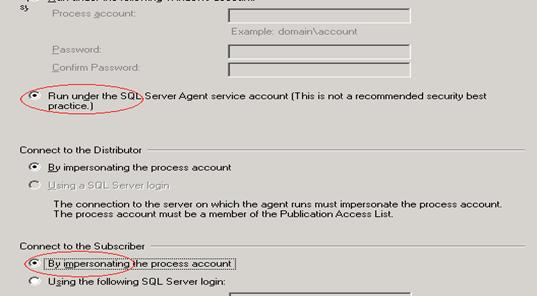 Process account:
Example: domain\account
Password:
Confirm Password:
Run under the SQL Server Agent service account (This is not a recommended security best
practice.)
Connect to the Distributor
By impersonating the process account
Using a SQL Server login
The connection to the server on which the agent runs must impersonate the process account.
The process account must be a member of the Publication Access List.
Connect to the Subscriber
By impersonating the process account
Using the following SQL Server login: